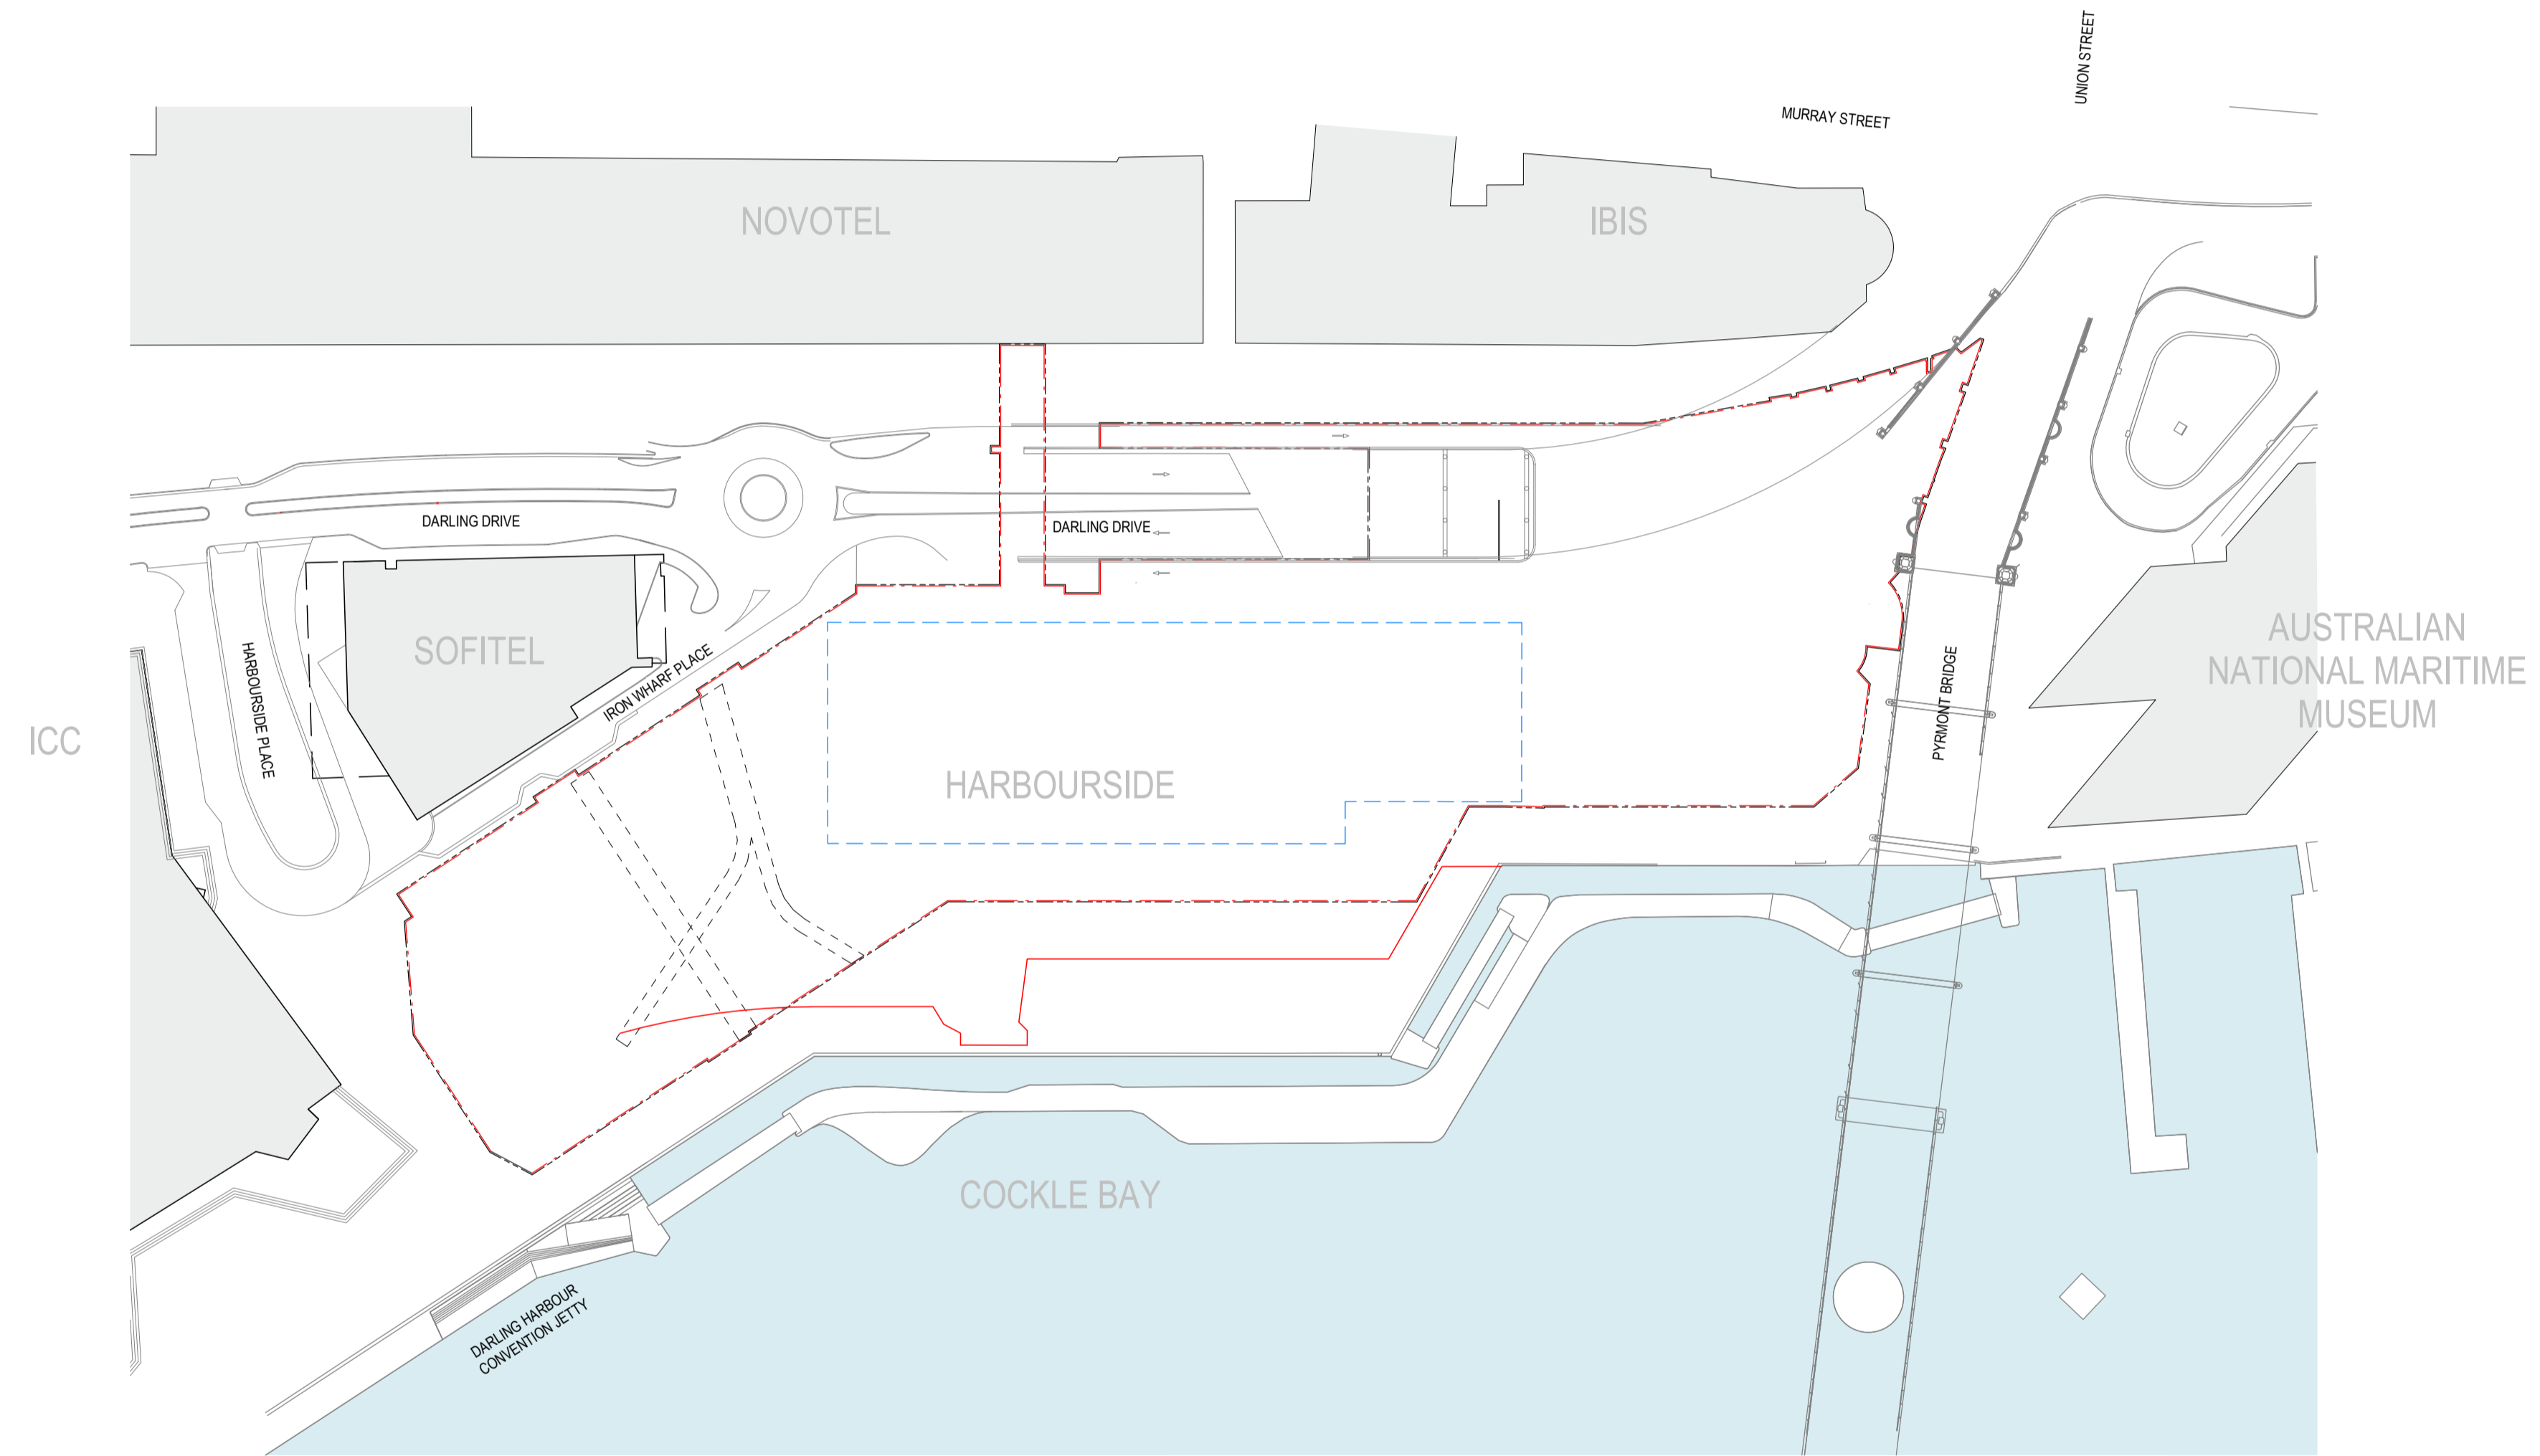 UNION STREET
MURRAY STREET
NOVOTEL
IBIS
DARLING DRIVE
DARLING DRIVE
SOFITEL
HARBOURSIDE PLACE
IRON WHARF PLACE
ICC
HARBOURSIDE
PYRMONT BRIDGE
AUSTRALIAN
NATIONAL MARITIME
MUSEUM
COCKLE BAY
DARLING HARBOUR
CONVENTION JETTY